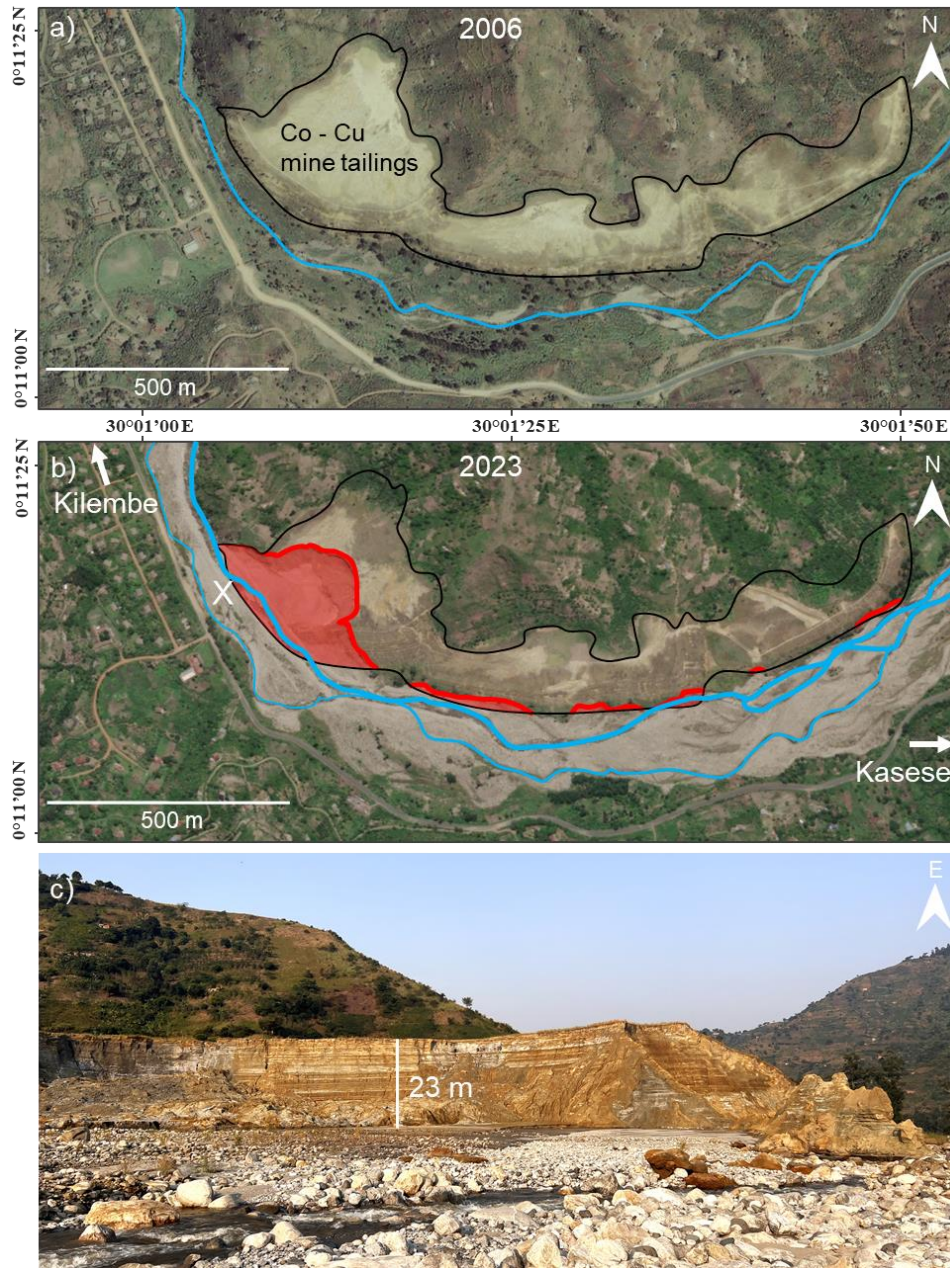 a)
2006
N
0°11'25 N
Co - Cu
mine tailings
500 m
0°11'00 N
30°01'00 E
30°01'25 E
30°01'50 E
b)
2023
N
0°11'25 N
Kilembe
X
Kasese
500 m
0°11'00 N
c)
E
23 m